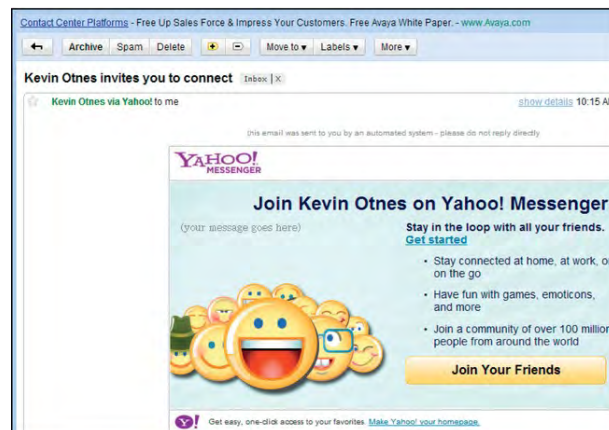 Contact Center Platforms - Free Up Sales Force & Impress Your Customers. Free Avaya White Paper. - www.Avaya.com
Archive Spam Delete Move to ▾ Labels ▾ More ▾
Kevin Otnes invites you to connect Inbox | X
Kevin Otnes via Yahoo! to me show details 10:15 A
this email was sent to you by an automated system - please do not reply directly
YAHOO!
MESSENGER
Join Kevin Otnes on Yahoo! Messenger
(your message goes here)
Stay in the loop with all your friends.
Get started
• Stay connected at home, at work, o
on the go
• Have fun with games, emoticons,
and more
• Join a community of over 100 millio
people from around the world
Join Your Friends
Y! Get easy, one-click access to your favorites. Make Yahoo! your homepage.